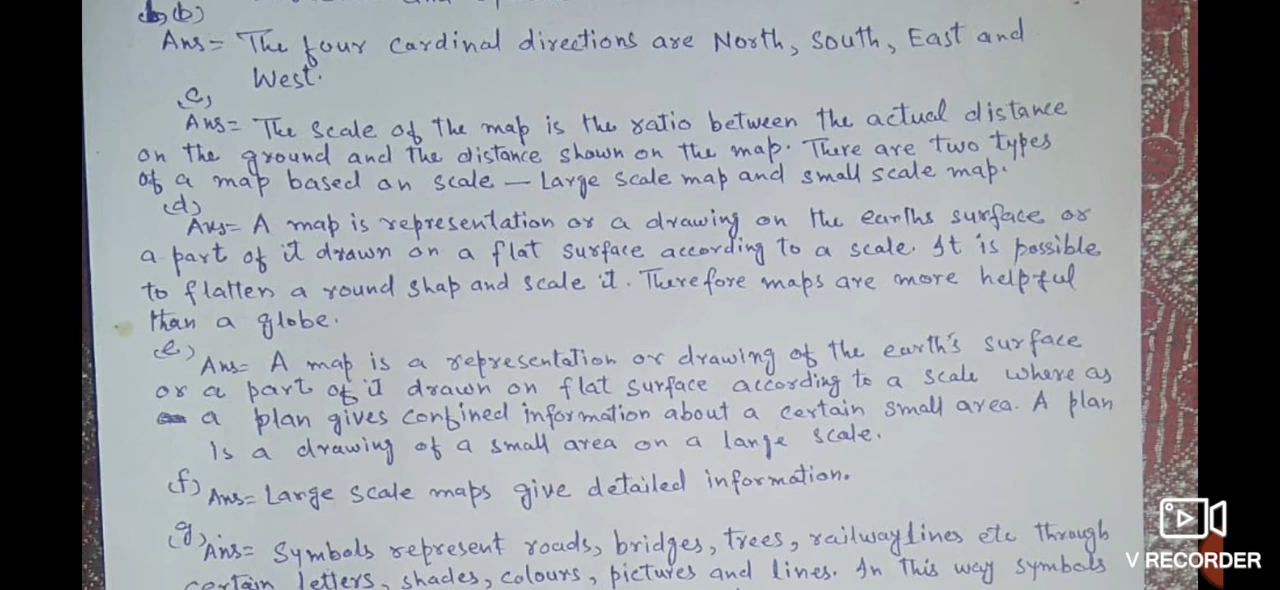 (b)
Ans= The four cardinal directions are North, South, East and
West.
(c)
Ans= The scale of the map is the ratio between the actual distance
on the ground and the distance shown on the map. There are two types
of a map based on scale — Large scale map and small scale map.
(d)
Ans= A map is representation or a drawing on the earths surface or
a part of it drawn on a flat surface according to a scale. It is possible
to flatten a round shap and scale it. Therefore maps are more helpful
than a globe.
(e)
Ans= A map is a representation or drawing of the earth's surface
or a part of it drawn on flat surface according to a scale where as
a plan gives confined information about a certain small area. A plan
Is a drawing of a small area on a large scale.
(f)
Ans= Large scale maps give detailed information.
(g)
Ans= Symbols represent roads, bridges, trees, railway lines etc through
certain letters, shades, colours, pictures and lines. In this way symbols
V RECORDER